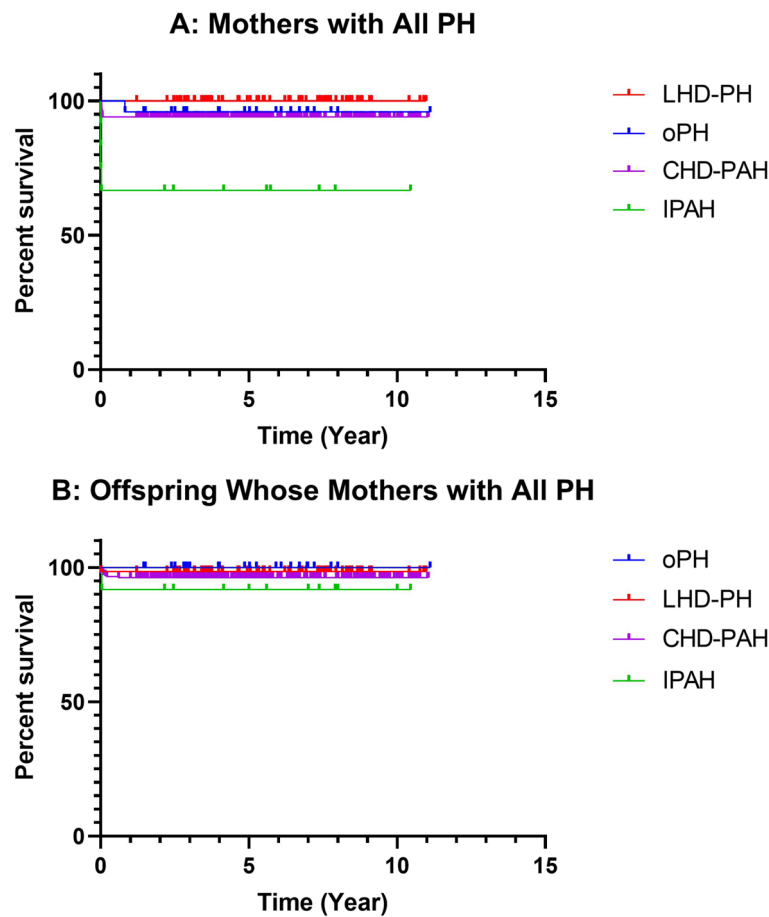 A: Mothers with All PH
Percent survival
100
50
0
0 5 10 15
Time (Year)
LHD-PH
oPH
CHD-PAH
IPAH
B: Offspring Whose Mothers with All PH
Percent survival
100
50
0
0 5 10 15
Time (Year)
oPH
LHD-PH
CHD-PAH
IPAH